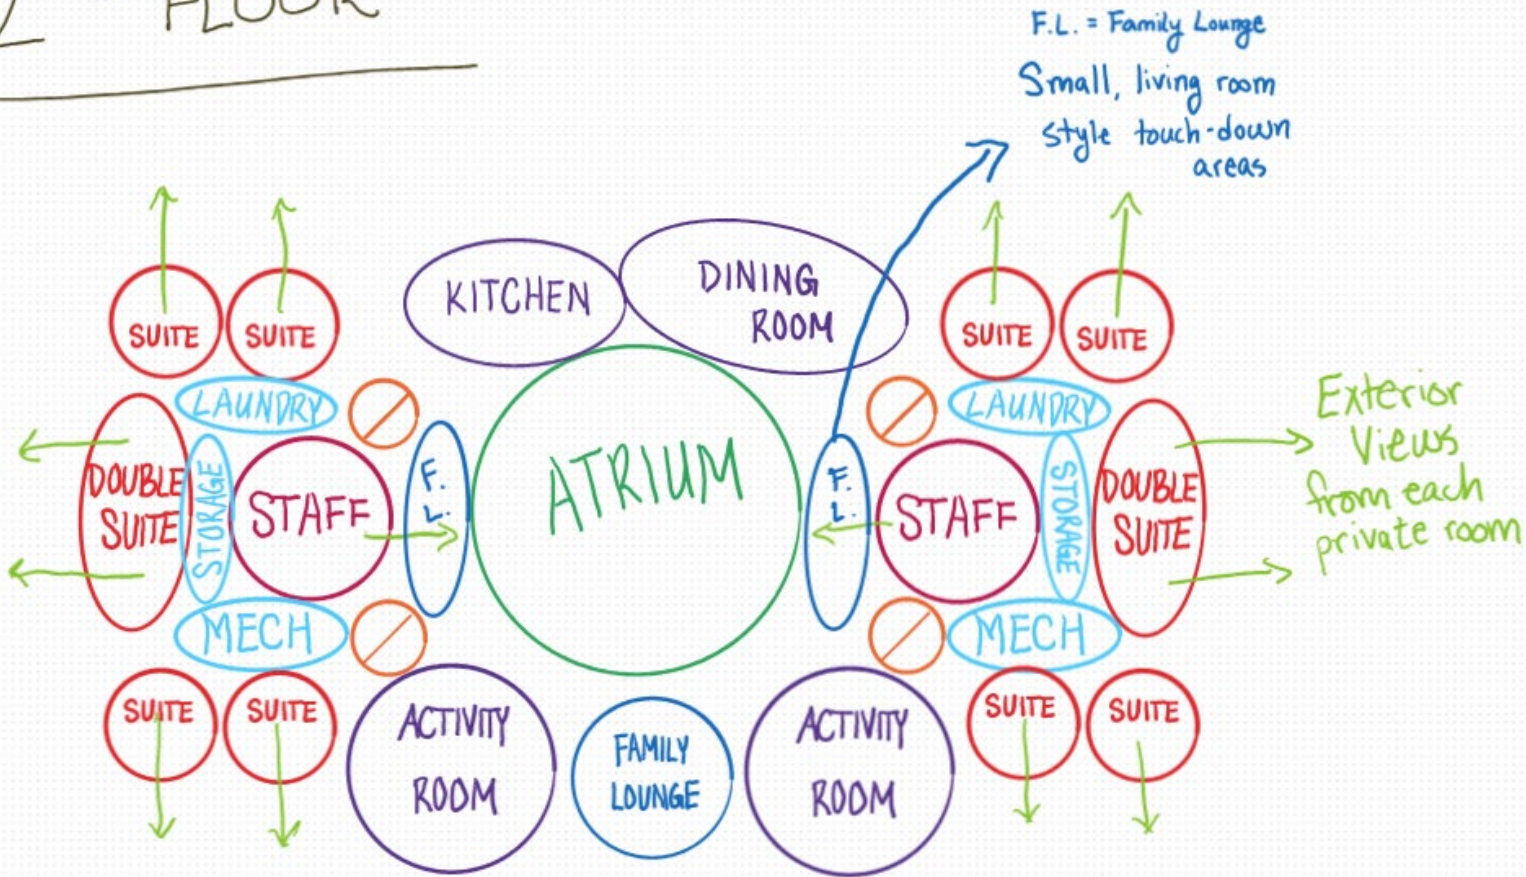 FLOOR
F.L. = Family Lounge
Small, living room
style touch-down
areas
KITCHEN
DINING
ROOM
SUITE
SUITE
SUITE
SUITE
LAUNDRY
LAUNDRY
Exterior
Views
from each
private room
DOUBLE
SUITE
STORAGE
STAFF
F.
L.
ATRIUM
F.
L.
STAFF
STORAGE
DOUBLE
SUITE
MECH
MECH
SUITE
SUITE
ACTIVITY
ROOM
FAMILY
LOUNGE
ACTIVITY
ROOM
SUITE
SUITE